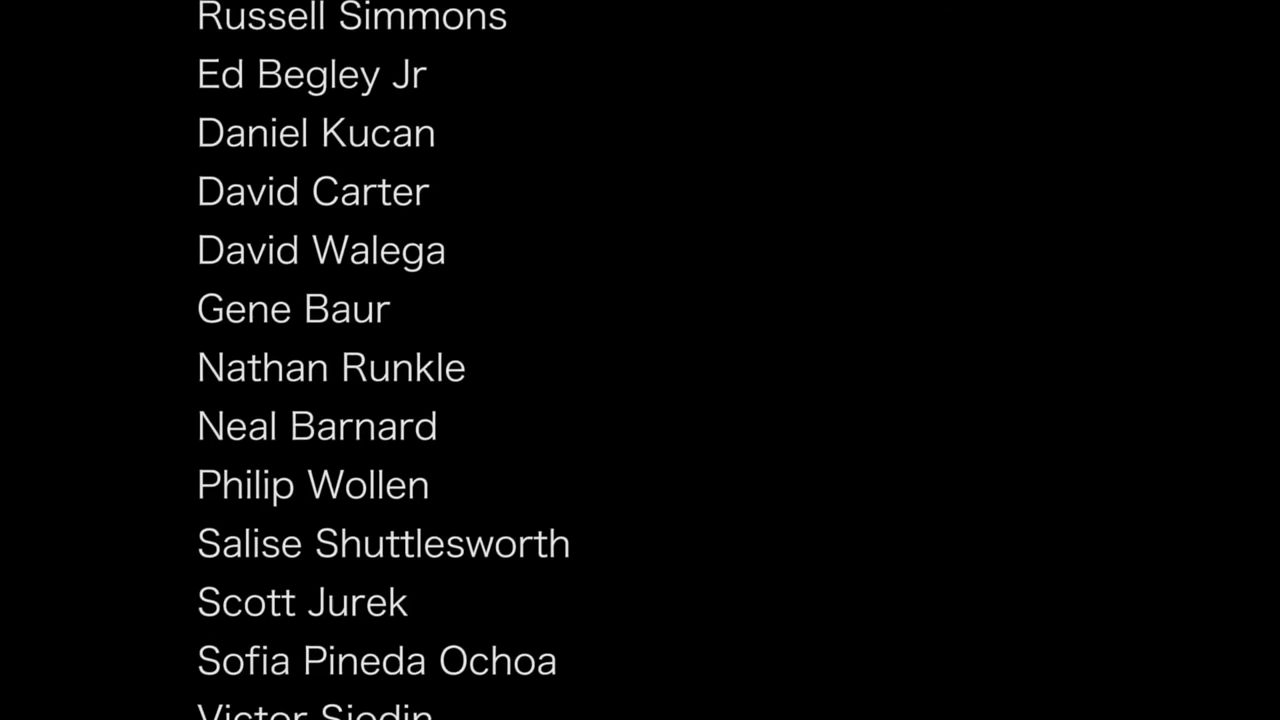 Russell Simmons
Ed Begley Jr
Daniel Kucan
David Carter
David Walega
Gene Baur
Nathan Runkle
Neal Barnard
Philip Wollen
Salise Shuttlesworth
Scott Jurek
Sofia Pineda Ochoa
Victor